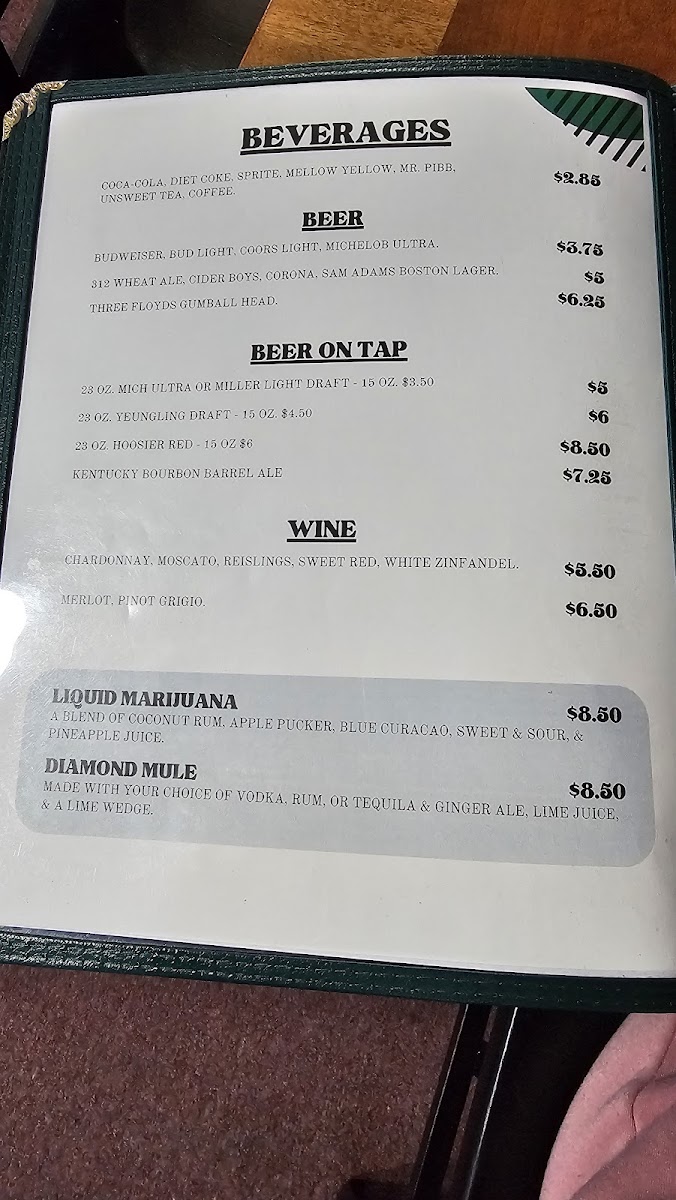 BEVERAGES
COCA-COLA, DIET COKE, SPRITE, MELLOW YELLOW, MR. PIBB, $2.85
UNSWEET TEA, COFFEE.
BEER
BUDWEISER, BUD LIGHT, COORS LIGHT, MICHELOB ULTRA. $3.75
312 WHEAT ALE, CIDER BOYS, CORONA, SAM ADAMS BOSTON LAGER. $5
THREE FLOYDS GUMBALL HEAD. $6.25
BEER ON TAP
23 OZ. MICH ULTRA OR MILLER LIGHT DRAFT - 15 OZ. $3.50 $5
23 OZ. YEUNGLING DRAFT - 15 OZ. $4.50 $6
23 OZ. HOOSIER RED - 15 OZ $6 $8.50
KENTUCKY BOURBON BARREL ALE $7.25
WINE
CHARDONNAY, MOSCATO, REISLINGS, SWEET RED, WHITE ZINFANDEL. $5.50
MERLOT, PINOT GRIGIO. $6.50
LIQUID MARIJUANA $8.50
A BLEND OF COCONUT RUM, APPLE PUCKER, BLUE CURACAO, SWEET & SOUR, &
PINEAPPLE JUICE.
DIAMOND MULE $8.50
MADE WITH YOUR CHOICE OF VODKA, RUM, OR TEQUILA & GINGER ALE, LIME JUICE,
& A LIME WEDGE.